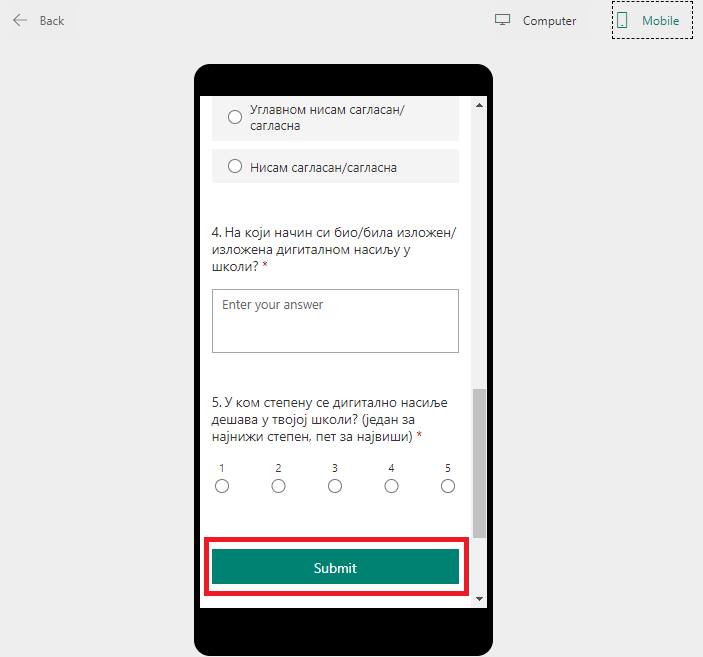 Back
Computer
Mobile
Углавном нисам сагласан/
сагласна
Нисам сагласан/сагласна
4. На који начин си био/била изложен/
изложена дигиталном насиљу у
школи? *
Enter your answer
5. У ком степену се дигитално насиље
дешава у твојој школи? (један за
најнижи степен, пет за највиши) *
1 2 3 4 5
Submit